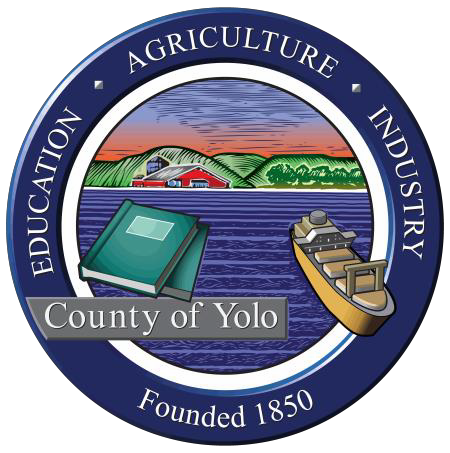 EDUCATION · AGRICULTURE · INDUSTRY
County of Yolo
Founded 1850